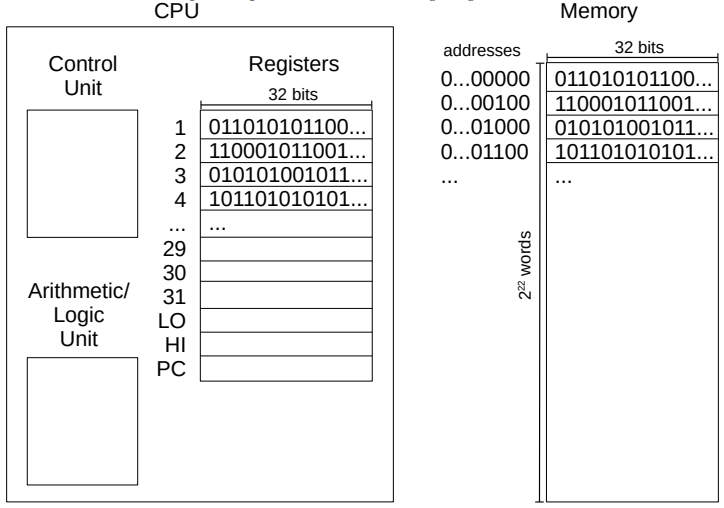 CPU
Memory
Control
Unit
Registers
32 bits
1 011010101100...
2 110001011001...
3 010101001011...
4 101101010101...
... ...
29
30
31
LO
HI
PC
Arithmetic/
Logic
Unit
addresses
32 bits
0...00000 011010101100...
0...00100 110001011001...
0...01000 010101001011...
0...01100 101101010101...
... ...
2²² words